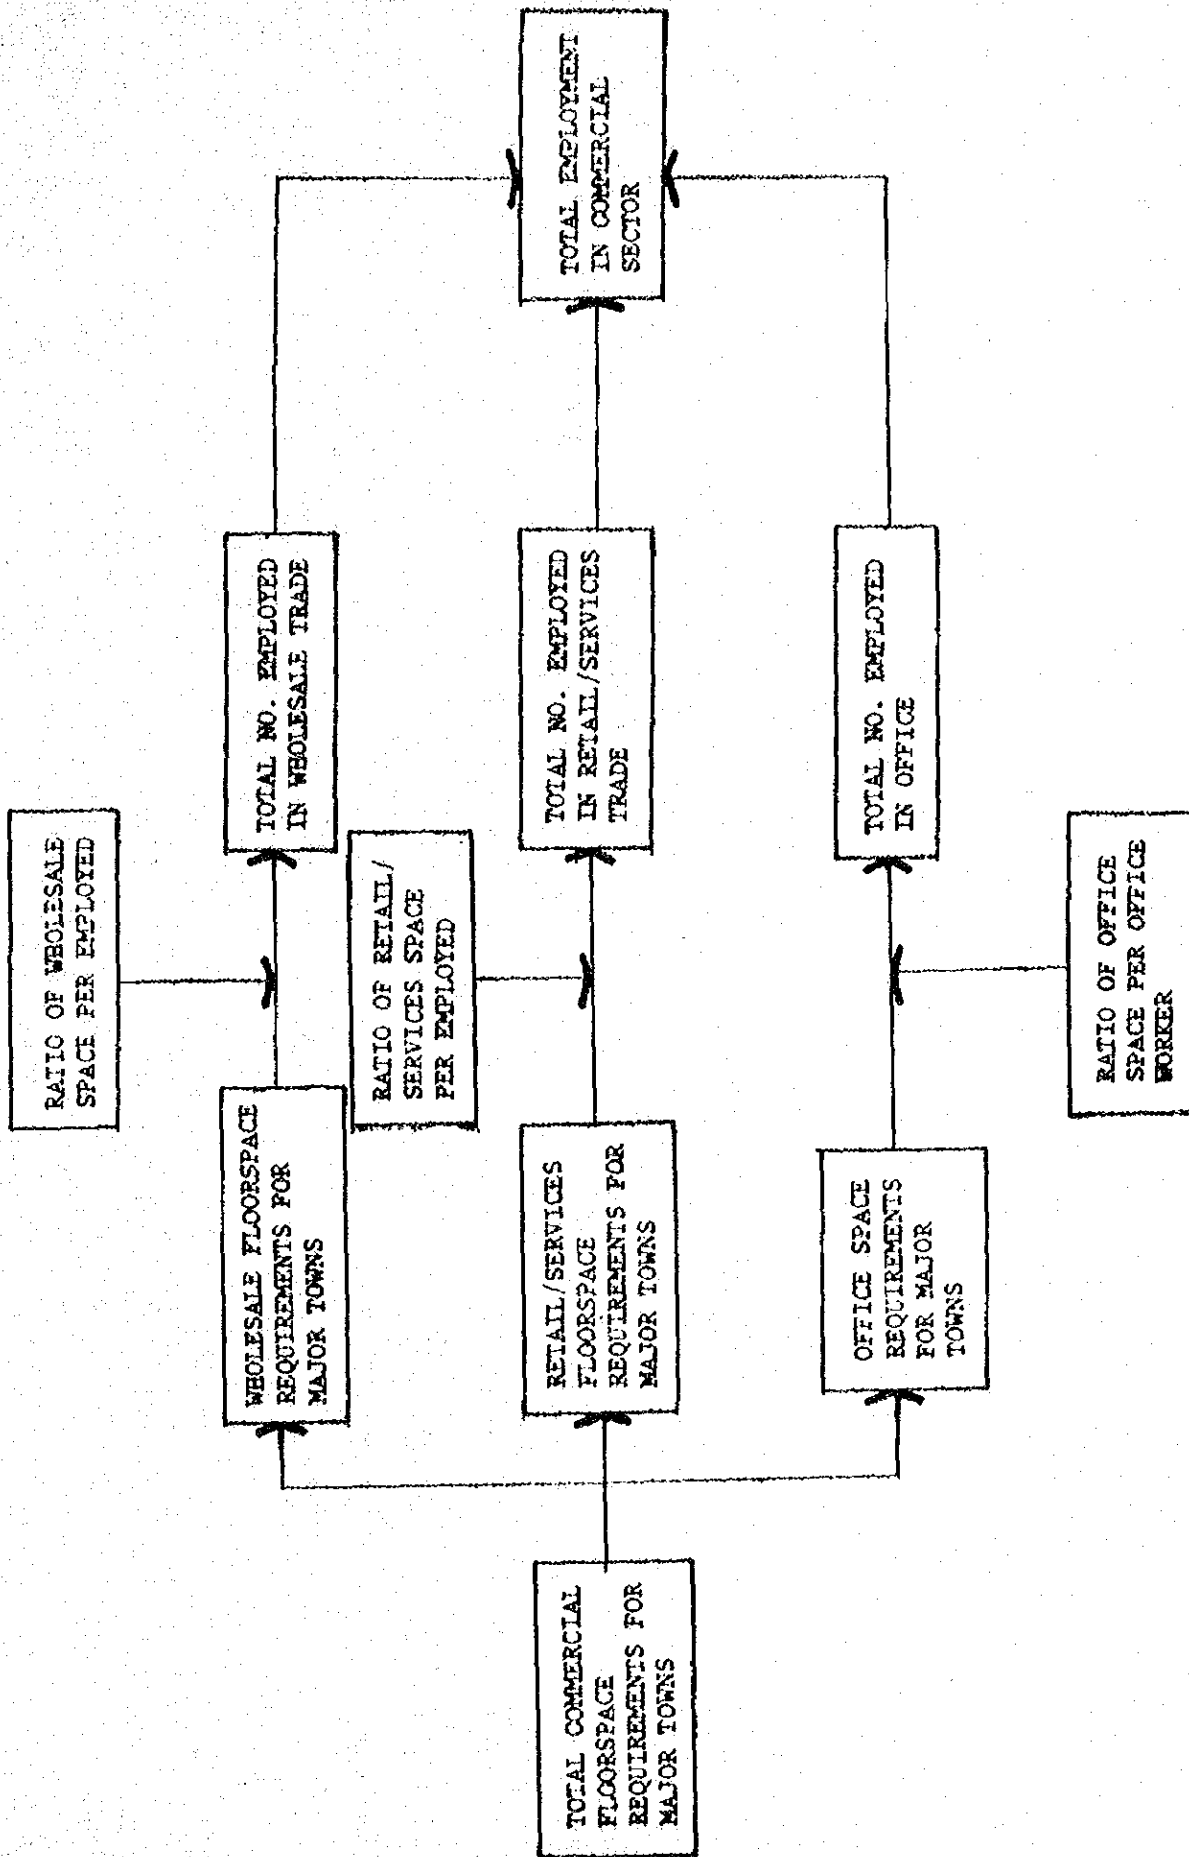 RATIO OF WHOLESALE
SPACE PER EMPLOYED
WHOLESALE FLOORSPACE
REQUIREMENTS FOR
MAJOR TOWNS
TOTAL NO. EMPLOYED
IN WHOLESALE TRADE
RATIO OF RETAIL/
SERVICES SPACE
PER EMPLOYED
TOTAL COMMERCIAL
FLOORSPACE
REQUIREMENTS FOR
MAJOR TOWNS
RETAIL/SERVICES
FLOORSPACE
REQUIREMENTS FOR
MAJOR TOWNS
TOTAL NO. EMPLOYED
IN RETAIL/SERVICES
TRADE
TOTAL EMPLOYMENT
IN COMMERCIAL
SECTOR
OFFICE SPACE
REQUIREMENTS
FOR MAJOR
TOWNS
TOTAL NO. EMPLOYED
IN OFFICE
RATIO OF OFFICE
SPACE PER OFFICE
WORKER